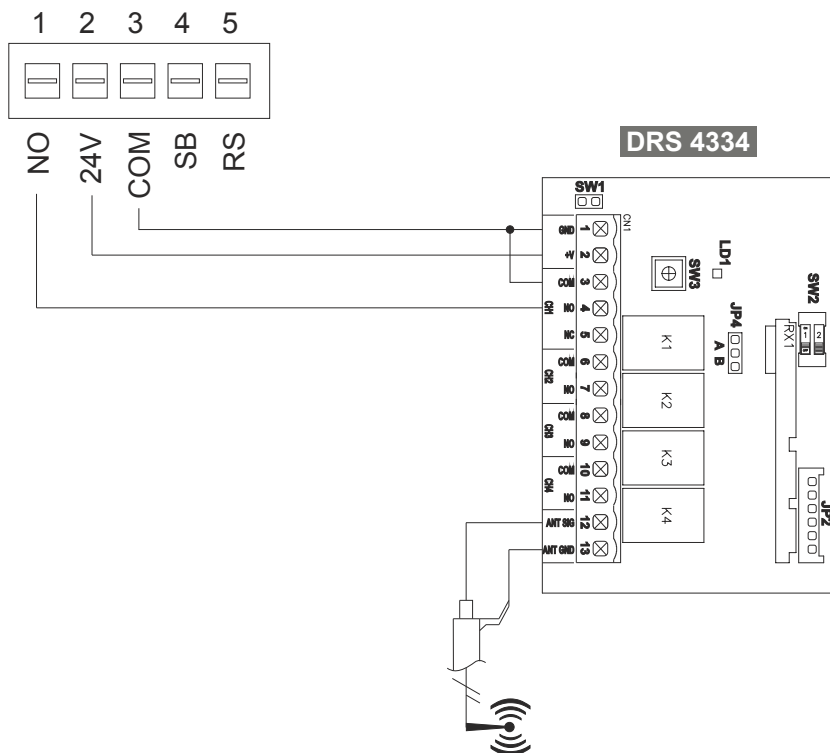 1 2 3 4 5
NO 24V COM SB RS
DRS 4334
SW1
CN1
GND 1
+V 2
COM 3
CH1 NO 4
NC 5
CH2 COM 6
NO 7
CH3 COM 8
NO 9
CH4 COM 10
NO 11
ANT SIG 12
ANT GND 13
SW3
LD1
JP4
A B
K1
K2
K3
K4
RX1
SW2
1 2
JP2